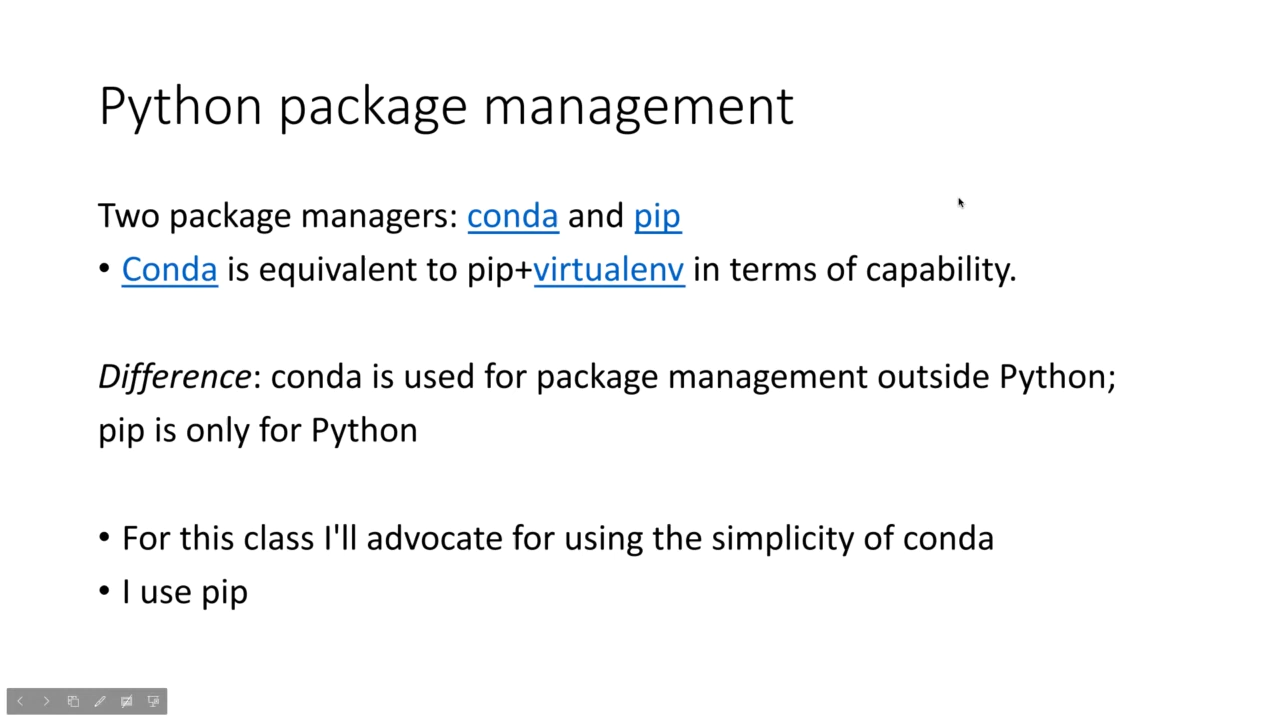 Python package management
Two package managers: conda and pip
• Conda is equivalent to pip+virtualenv in terms of capability.
Difference: conda is used for package management outside Python;
pip is only for Python
• For this class I'll advocate for using the simplicity of conda
• I use pip